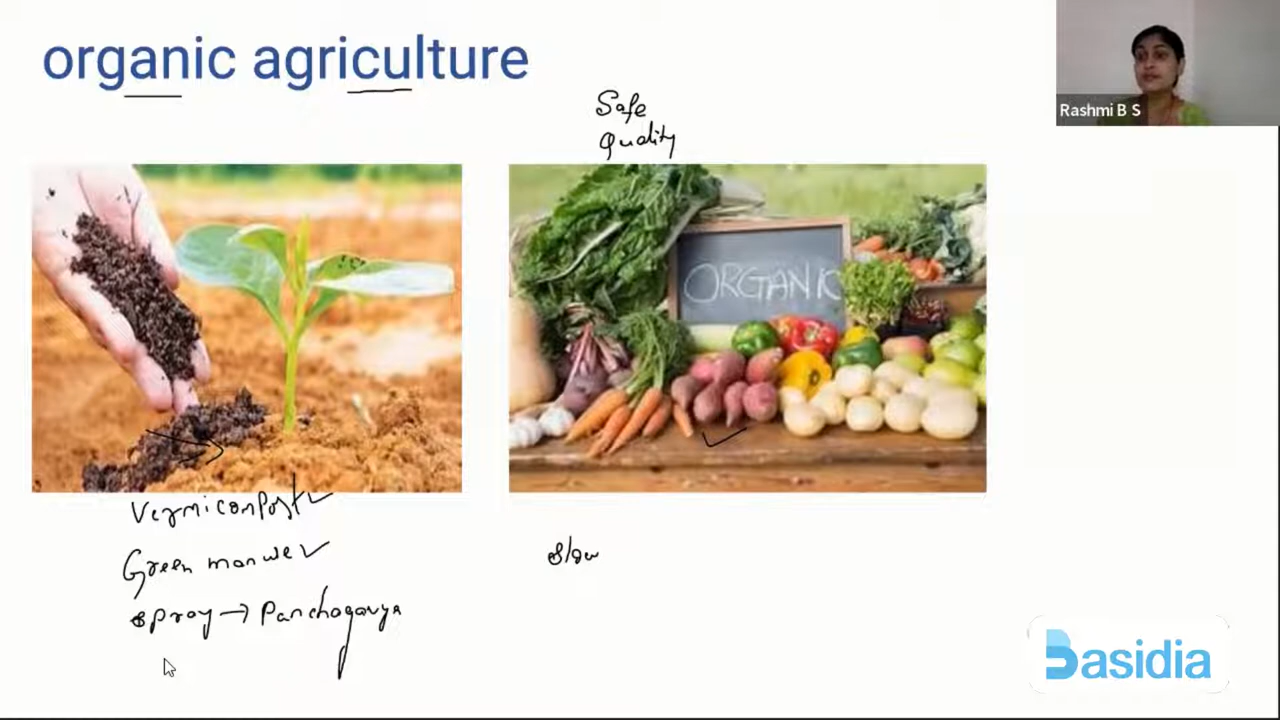 organic agriculture
Rashmi B S
Safe
Quality
ORGANIC
Vermicompost
Green manure
spray → Panchagavya
slow
Basidia